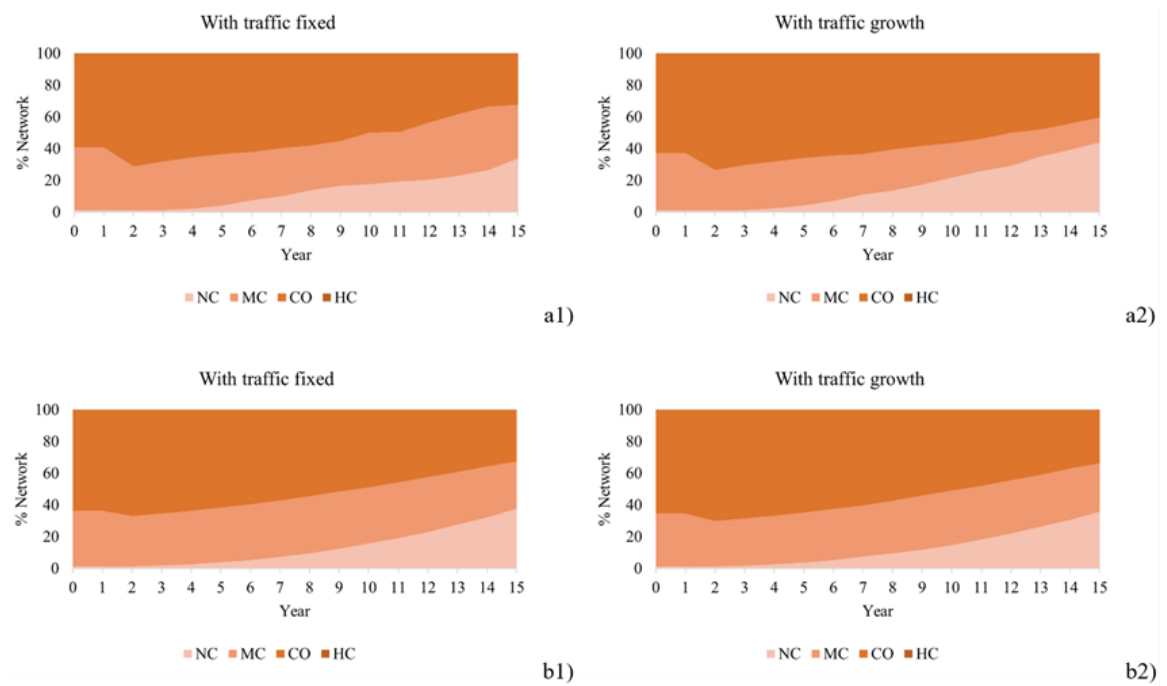 With traffic fixed
100
80
60
40
20
0
% Network
0 1 2 3 4 5 6 7 8 9 10 11 12 13 14 15
Year
NC MC CO HC
a1)
With traffic growth
100
80
60
40
20
0
% Network
0 1 2 3 4 5 6 7 8 9 10 11 12 13 14 15
Year
NC MC CO HC
a2)
With traffic fixed
100
80
60
40
20
0
% Network
0 1 2 3 4 5 6 7 8 9 10 11 12 13 14 15
Year
NC MC CO HC
b1)
With traffic growth
100
80
60
40
20
0
% Network
0 1 2 3 4 5 6 7 8 9 10 11 12 13 14 15
Year
NC MC CO HC
b2)